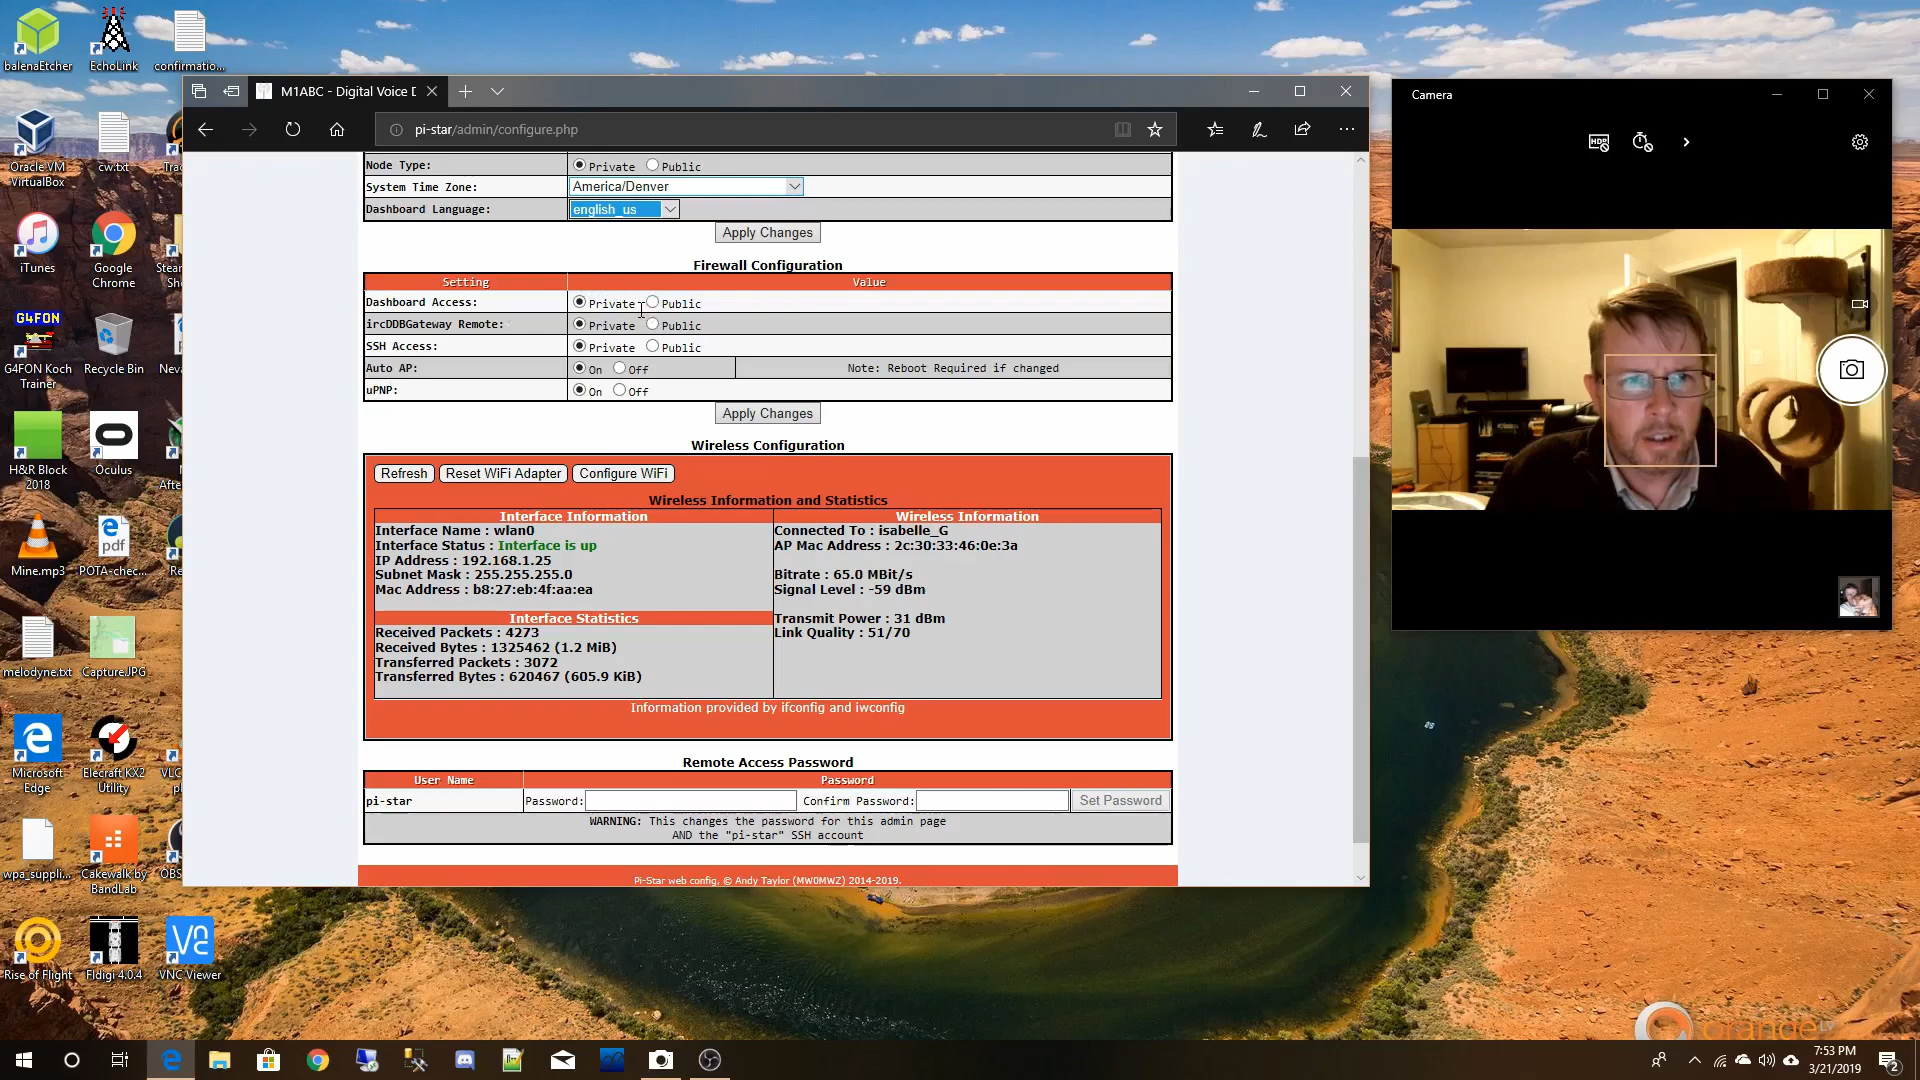 balenaEtcher
EchoLink
confirmatio...
Oracle VM
VirtualBox
cw.txt
Trac
iTunes
Google
Chrome
Stea
Sh
G4FON
G4FON Koch
Trainer
Recycle Bin
Neva
H&R Block
2018
Oculus
M
Afte
Mine.mp3
pdf
POTA-chec...
Re
melodyne.txt
Capture.JPG
Microsoft
Edge
Elecraft KX2
Utility
VLC
pl
wpa_suppli...
Cakewalk by
BandLab
OBS
Rise of Flight
Fldigi 4.0.4
VNC Viewer
M1ABC - Digital Voice D
pi-star/admin/configure.php
Node Type: Private Public
System Time Zone: America/Denver
Dashboard Language: english_us
Apply Changes
Firewall Configuration
Setting Value
Dashboard Access: Private Public
ircDDBGateway Remote: Private Public
SSH Access: Private Public
Auto AP: On Off Note: Reboot Required if changed
uPNP: On Off
Apply Changes
Wireless Configuration
Refresh Reset WiFi Adapter Configure WiFi
Wireless Information and Statistics
Interface Information
Interface Name : wlan0
Interface Status : Interface is up
IP Address : 192.168.1.25
Subnet Mask : 255.255.255.0
Mac Address : b8:27:eb:4f:aa:ea
Interface Statistics
Received Packets : 4273
Received Bytes : 1325462 (1.2 MiB)
Transferred Packets : 3072
Transferred Bytes : 620467 (605.9 KiB)
Wireless Information
Connected To : isabelle_G
AP Mac Address : 2c:30:33:46:0e:3a
Bitrate : 65.0 MBit/s
Signal Level : -59 dBm
Transmit Power : 31 dBm
Link Quality : 51/70
Information provided by ifconfig and iwconfig
Remote Access Password
User Name Password
pi-star Password: Confirm Password: Set Password
WARNING: This changes the password for this admin page
AND the "pi-star" SSH account
Pi-Star web config, © Andy Taylor (MW0MWZ) 2014-2019.
Camera
HDR
7:53 PM
3/21/2019
2